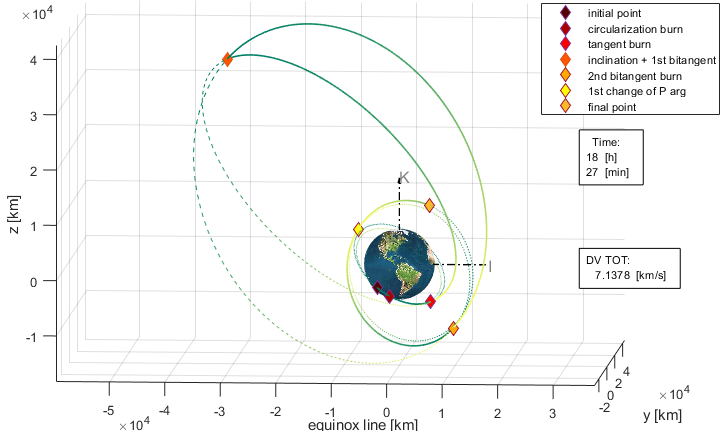 initial point
circularization burn
tangent burn
inclination + 1st bitangent
2nd bitangent burn
1st change of P arg
final point
×10⁴
4
3
2
1
0
-1
z [km]
K
I
Time:
18 [h]
27 [min]
DV TOT:
7.1378 [km/s]
-5
-4
-3
-2
-1
0
1
2
3
×10⁴
equinox line [km]
4
2
0
-2
×10⁴
y [km]